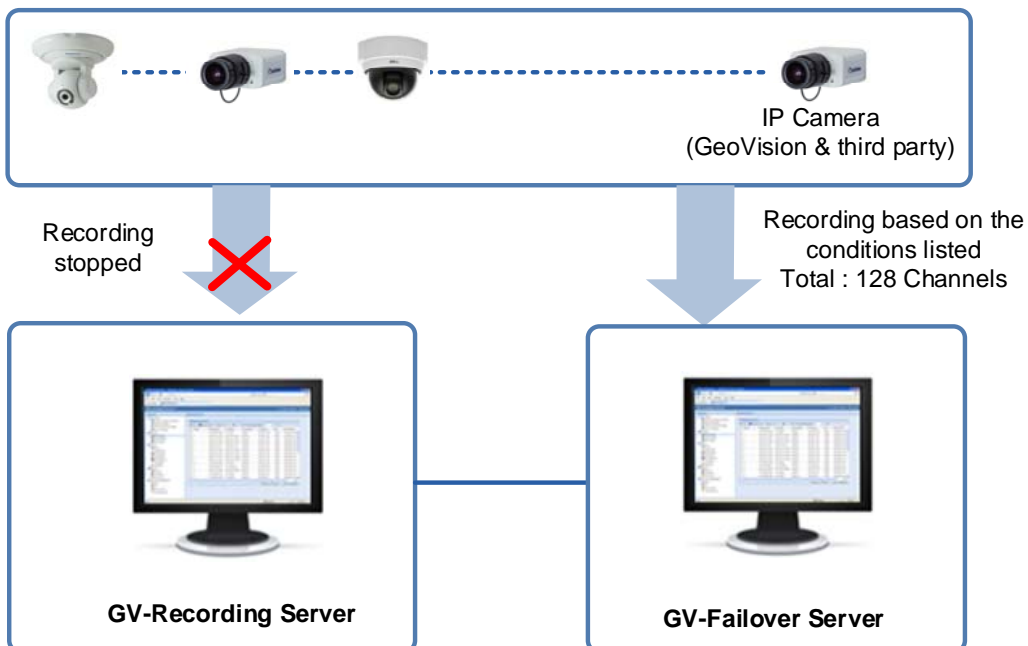 IP Camera
(GeoVision & third party)
Recording
stopped
Recording based on the
conditions listed
Total : 128 Channels
GV-Recording Server
GV-Failover Server